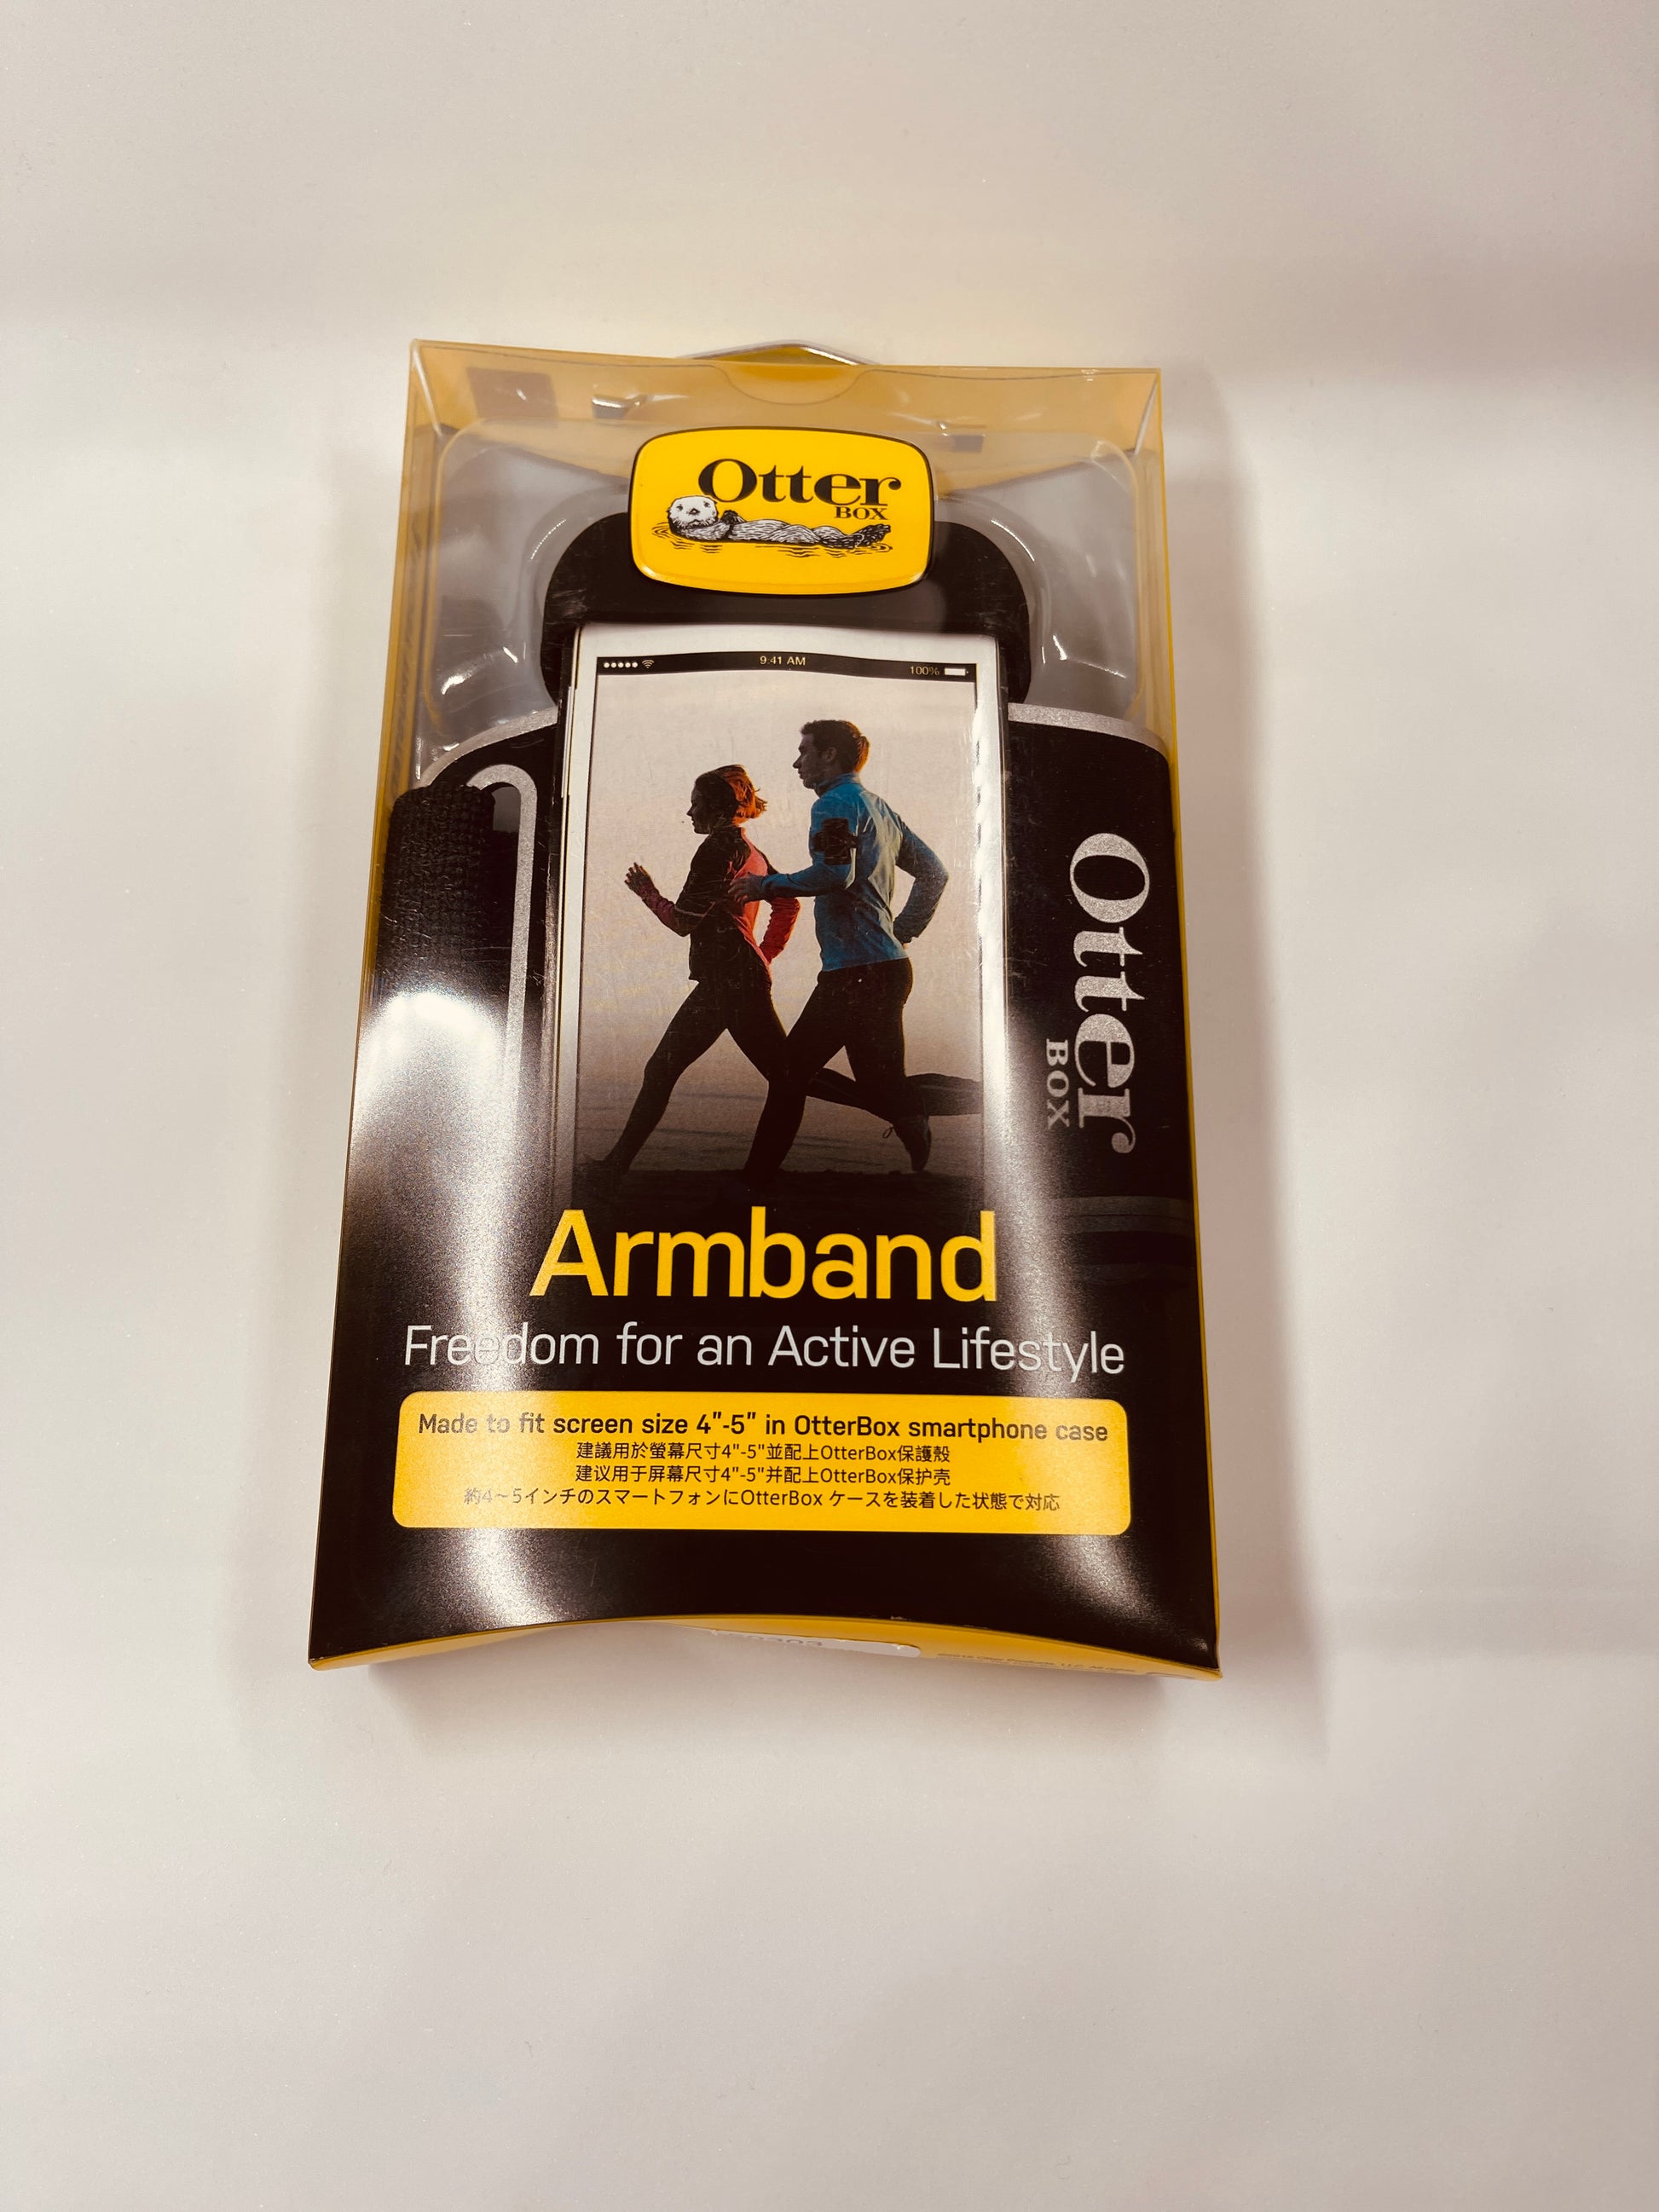 Otter
BOX
9:41 AM
100%
Otter
BOX
Armband
Freedom for an Active Lifestyle
Made to fit screen size 4"-5" in OtterBox smartphone case
建議用於螢幕尺寸4"-5"並配上OtterBox保護殼
建议用于屏幕尺寸4"-5"并配上OtterBox保护壳
約4~5インチのスマートフォンにOtterBox ケースを装着した状態で対応